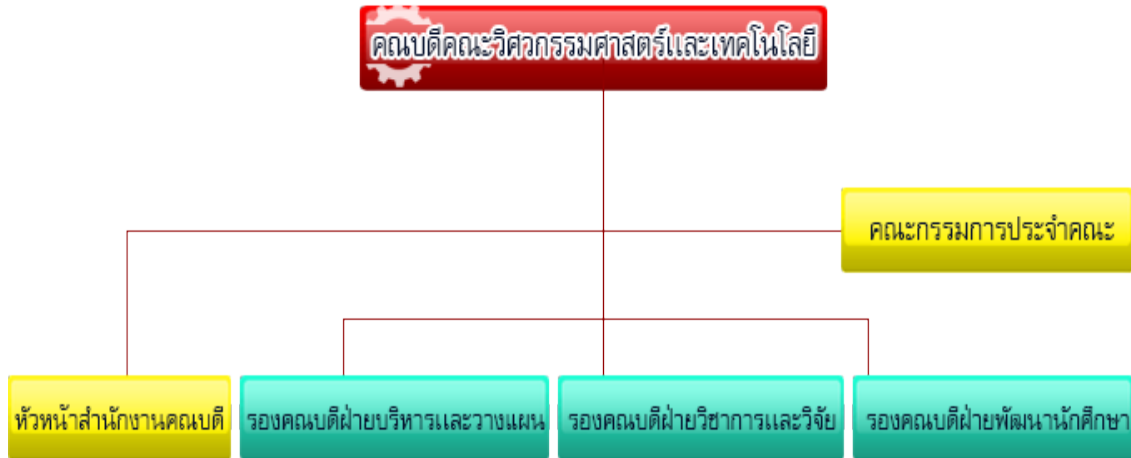 คณบดีคณะวิศวกรรมศาสตร์และเทคโนโลยี
คณะกรรมการประจำคณะ
หัวหน้าสำนักงานคณบดี
รองคณบดีฝ่ายบริหารและวางแผน
รองคณบดีฝ่ายวิชาการและวิจัย
รองคณบดีฝ่ายพัฒนานักศึกษา